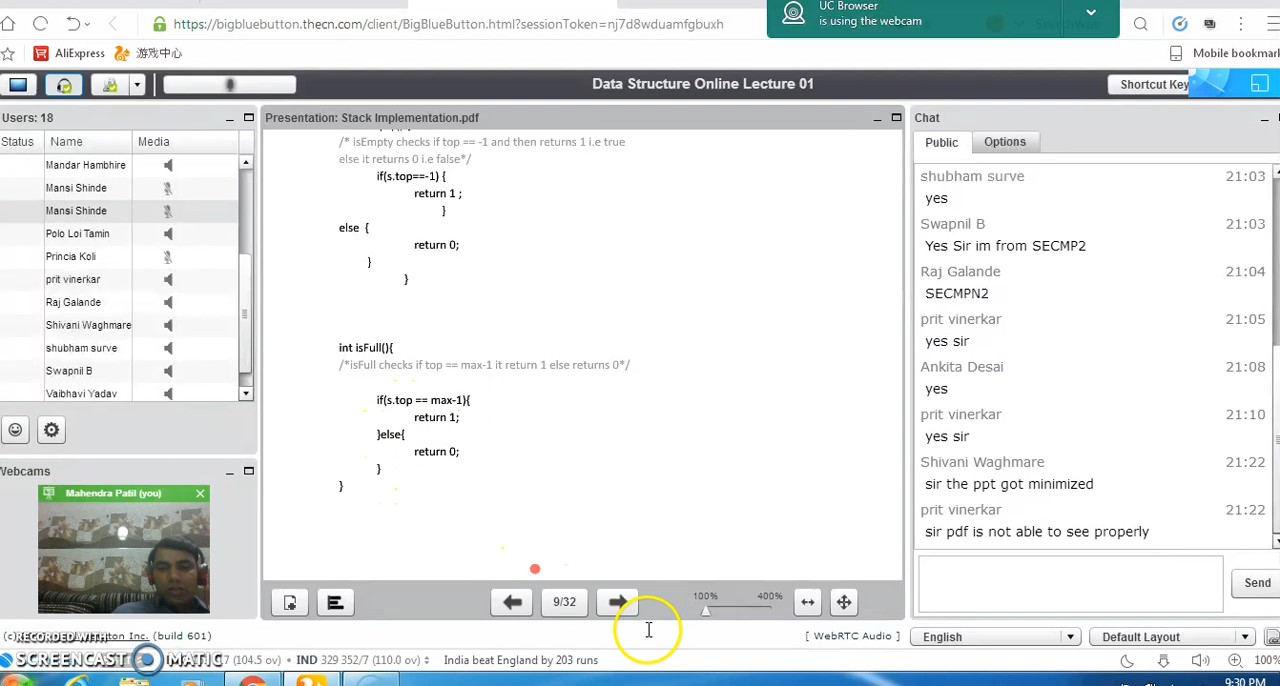 https://bigbluebutton.thecn.com/client/BigBlueButton.html?sessionToken=nj7d8wduamfgbuxh
UC Browser
is using the webcam
AliExpress
游戏中心
Mobile bookmar
Data Structure Online Lecture 01
Shortcut Key
Users: 18
Status Name Media
Mandar Hambhire
Mansi Shinde
Mansi Shinde
Polo Loi Tamin
Princia Koli
prit vinerkar
Raj Galande
Shivani Waghmare
shubham surve
Swapnil B
Vaibhavi Yadav
Webcams
Mahendra Patil (you)
Presentation: Stack Implementation.pdf
/* isEmpty checks if top == -1 and then returns 1 i.e true
else it returns 0 i.e false*/
if(s.top==-1) {
return 1 ;
}
else {
return 0;
}
}
int isFull(){
/*isFull checks if top == max-1 it return 1 else returns 0*/
if(s.top == max-1){
return 1;
}else{
return 0;
}
}
9/32
100% 400%
Chat
Public Options
shubham surve 21:03
yes
Swapnil B 21:03
Yes Sir im from SECMP2
Raj Galande 21:04
SECMPN2
prit vinerkar 21:05
yes sir
Ankita Desai 21:08
yes
prit vinerkar 21:10
yes sir
Shivani Waghmare 21:22
sir the ppt got minimized
prit vinerkar 21:22
sir pdf is not able to see properly
Send
(build 601)
[ WebRTC Audio ]
English
Default Layout
RECORDED WITH
SCREENCAST MATIC
(104.5 ov) • IND 329 352/7 (110.0 ov)
India beat England by 203 runs
100%
9:30 PM